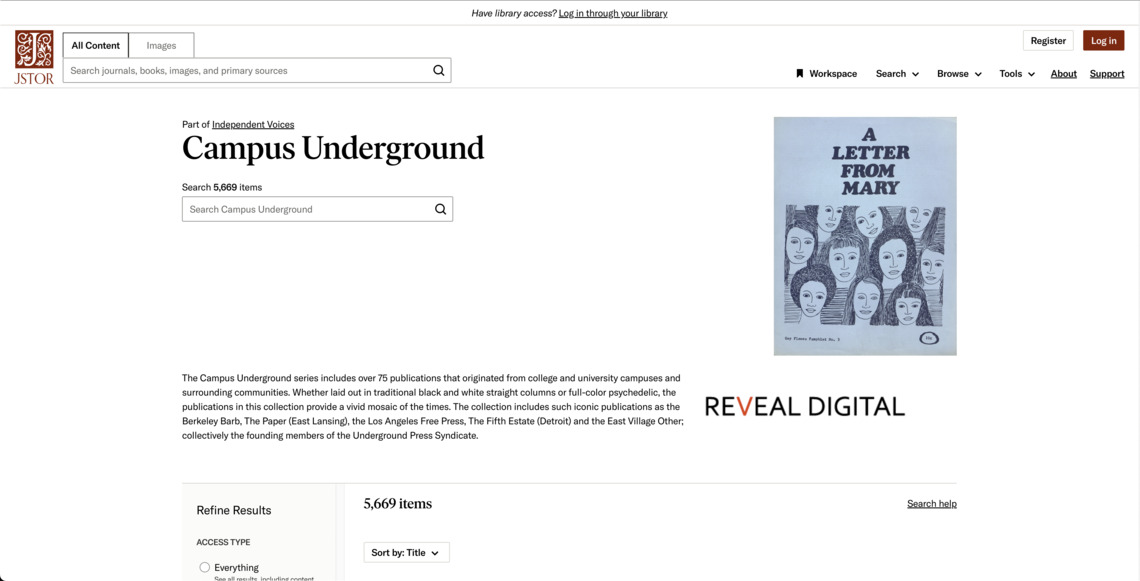 Have library access? Log in through your library
All Content
Images
Register
Log in
JSTOR
Search journals, books, images, and primary sources
Workspace
Search
Browse
Tools
About
Support
Part of Independent Voices
Campus Underground
Search 5,669 items
Search Campus Underground
A
LETTER
FROM
MARY
Our Finers Pamphlet No. 3
The Campus Underground series includes over 75 publications that originated from college and university campuses and
surrounding communities. Whether laid out in traditional black and white straight columns or full-color psychedelic, the
publications in this collection provide a vivid mosaic of the times. The collection includes such iconic publications as the
Berkeley Barb, The Paper (East Lansing), the Los Angeles Free Press, The Fifth Estate (Detroit) and the East Village Other;
collectively the founding members of the Underground Press Syndicate.
REVEAL DIGITAL
Refine Results
5,669 items
Search help
ACCESS TYPE
Sort by: Title
Everything
See all results, including content